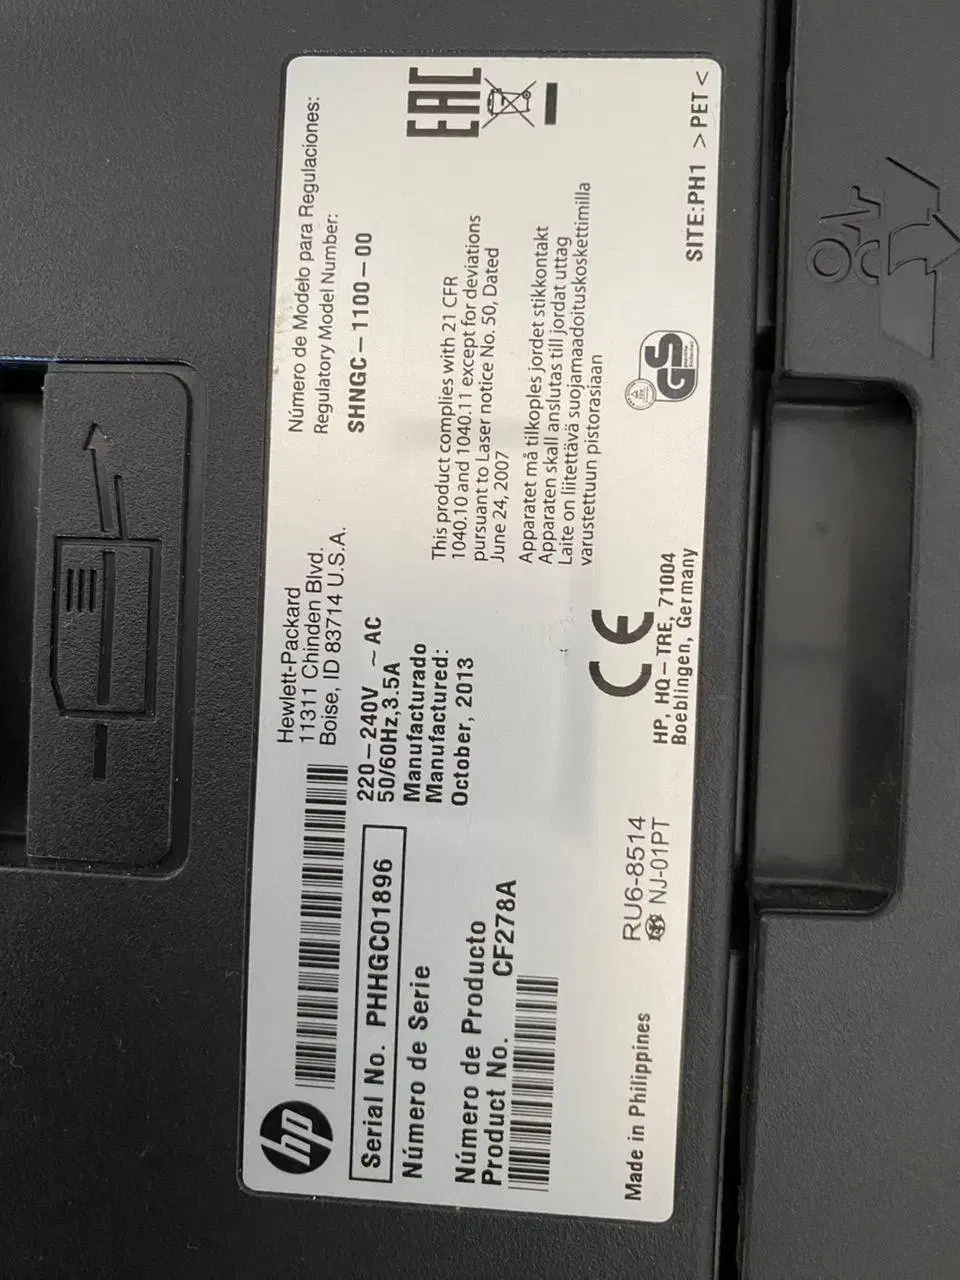 hp
Serial No. PHHGC01896
Número de Serie
Número de Producto
Product No. CF278A
Made in Philippines
Hewlett-Packard
11311 Chinden Blvd.
Boise, ID 83714 U.S.A.
220-240V ~ AC
50/60Hz,3.5A
Manufacturado
Manufactured:
October, 2013
RU6-8514
NJ-01PT
CE
HP, HQ-TRE, 71004
Boeblingen, Germany
Número de Modelo para Regulaciones:
Regulatory Model Number:
SHNGC-1100-00
This product complies with 21 CFR
1040.10 and 1040.11 except for deviations
pursuant to Laser notice No. 50, Dated
June 24, 2007
Apparatet må tilkoples jordet stikkontakt
Apparaten skall anslutas till jordat uttag
Laite on liitettävä suojamaadoituskoskettimilla
varustettuun pistorasiaan
GS
EAC
SITE:PH1 >PET<